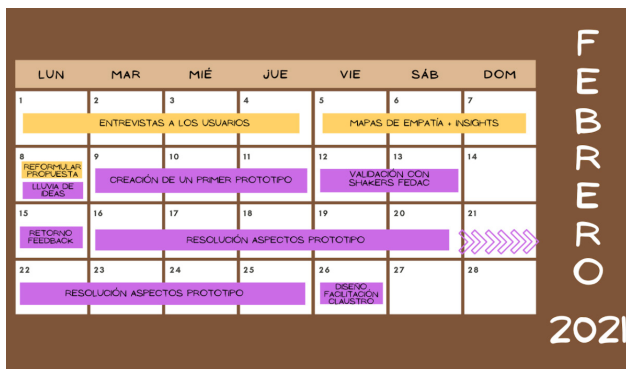 LUN MAR MIÉ JUE VIE SÁB DOM
1 2 3 4 5 6 7
ENTREVISTAS A LOS USUARIOS
MAPAS DE EMPATÍA + INSIGHTS
8 9 10 11 12 13 14
REFORMULAR
PROPUESTA
LLUVIA DE
IDEAS
CREACIÓN DE UN PRIMER PROTOTIPO
VALIDACIÓN CON
SHAKERS FEDAC
15 16 17 18 19 20 21
RETORNO
FEEDBACK
RESOLUCIÓN ASPECTOS PROTOTIPO
22 23 24 25 26 27 28
RESOLUCIÓN ASPECTOS PROTOTIPO
DISEÑO
FACILITACIÓN
CLAUSTRO
FEBRERO
2021